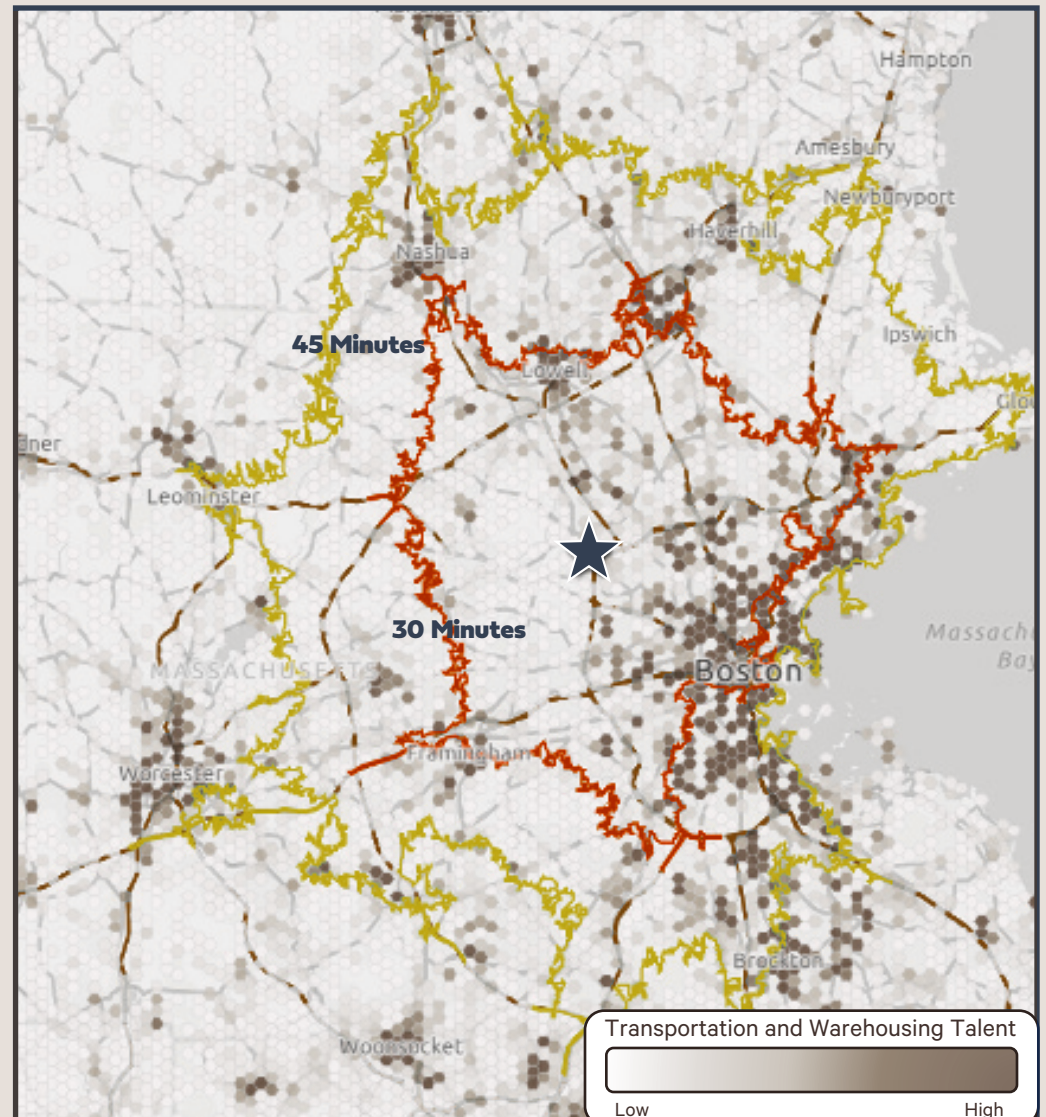 Hampton
Amesbury
Newburyport
Haverhill
Nashua
Ipswich
45 Minutes
Lowell
Leominster
30 Minutes
Boston
MASSACHUSETTS
Framingham
Worcester
Brockton
Woonsocket
Transportation and Warehousing Talent
Low High